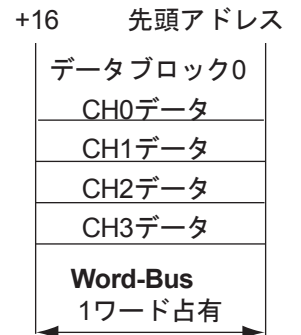 +16 先頭アドレス
データブロック0
CH0データ
CH1データ
CH2データ
CH3データ
Word-Bus
1ワード占有